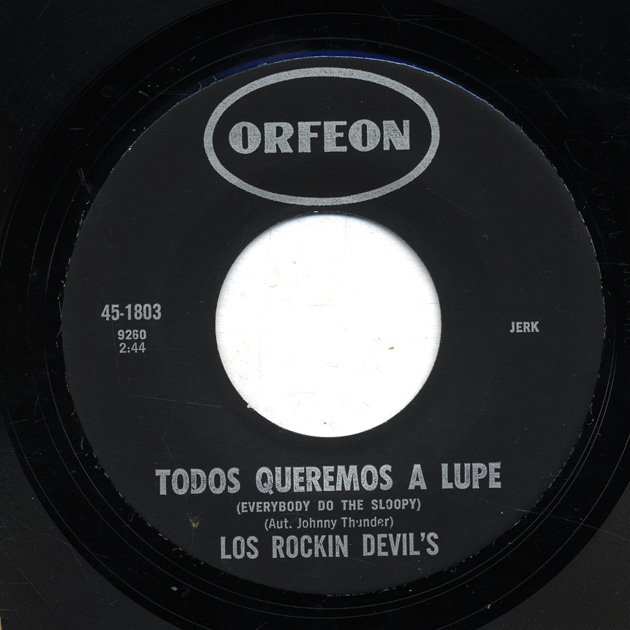 ORFEON
45-1803
9260
2:44
JERK
TODOS QUEREMOS A LUPE
(EVERYBODY DO THE SLOOPY)
(Aut. Johnny Thunder)
LOS ROCKIN DEVIL'S